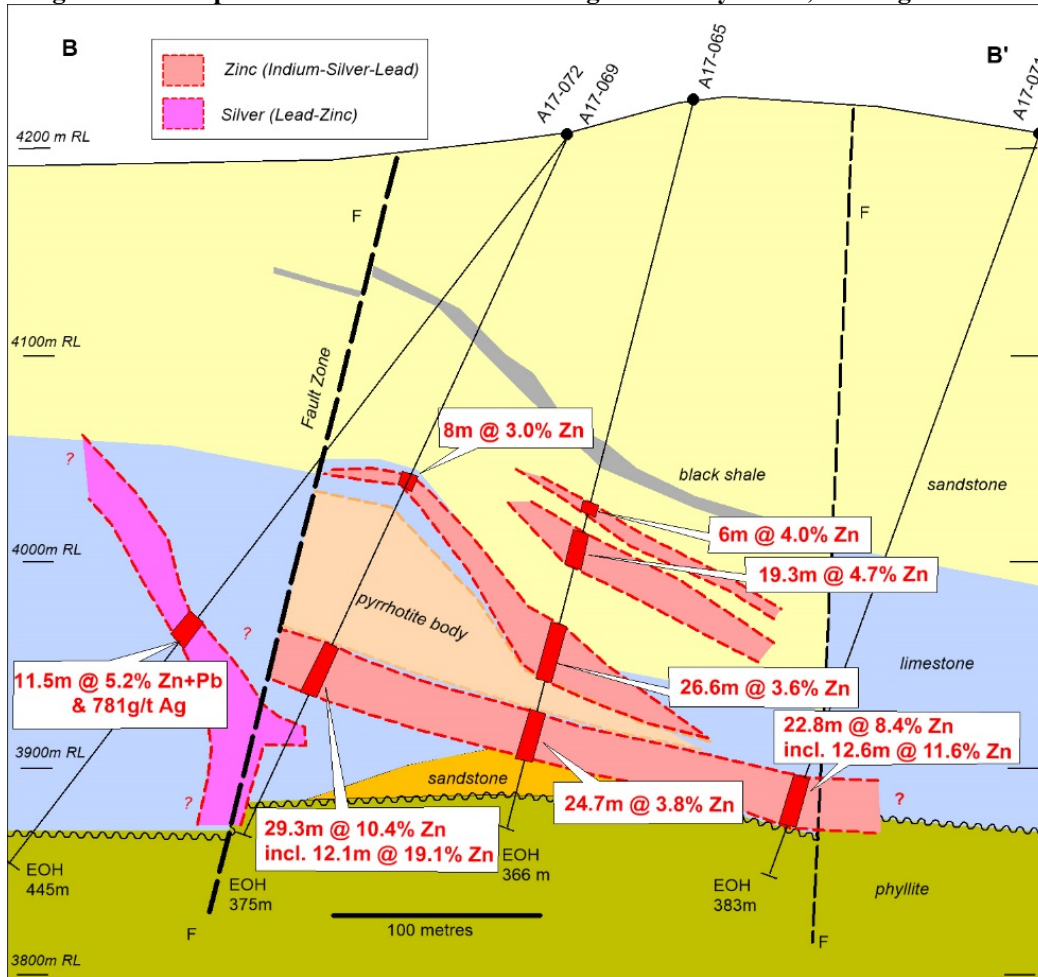 B
B'
Zinc (Indium-Silver-Lead)
Silver (Lead-Zinc)
A17-072
A17-069
A17-065
A17-071
4200 m RL
F
F
4100m RL
Fault Zone
8m @ 3.0% Zn
black shale
sandstone
?
6m @ 4.0% Zn
4000m RL
19.3m @ 4.7% Zn
pyrrhotite body
?
limestone
11.5m @ 5.2% Zn+Pb
& 781g/t Ag
26.6m @ 3.6% Zn
22.8m @ 8.4% Zn
incl. 12.6m @ 11.6% Zn
3900m RL
sandstone
24.7m @ 3.8% Zn
?
?
29.3m @ 10.4% Zn
incl. 12.1m @ 19.1% Zn
EOH
445m
EOH
375m
EOH
366 m
EOH
383m
phyllite
100 metres
F
F
3800m RL